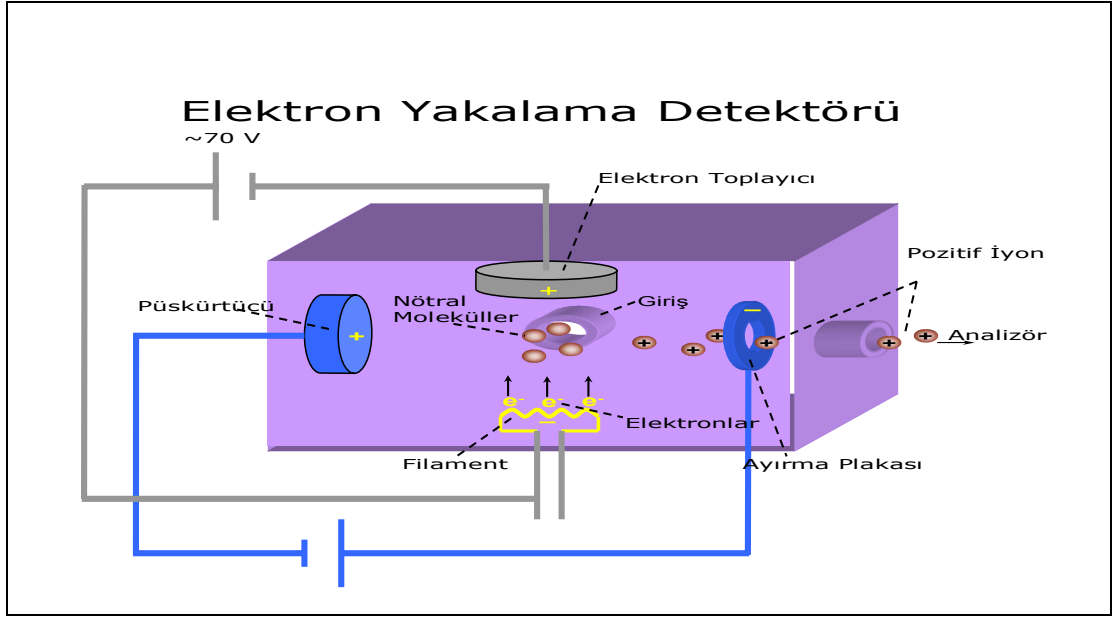 Elektron Yakalama Detektörü
~70 V
Elektron Toplayıcı
Pozitif İyon
Püskürtücü
Nötral
Moleküller
Giriş
Analizör
+
+
+
+
+
+
+
+
−
e⁻ e⁻ e⁻
−
Elektronlar
Filament
Ayırma Plakası